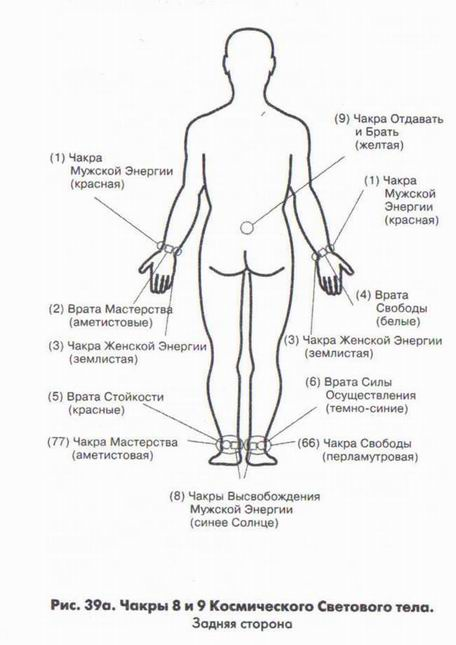 (9) Чакра Отдавать
и Брать
(желтая)
(1) Чакра
Мужской Энергии
(красная)
(1) Чакра
Мужской
Энергии
(красная)
(2) Врата Мастерства
(аметистовые)
(4) Врата
Свободы
(белые)
(3) Чакра Женской Энергии
(землистая)
(3) Чакра Женской Энергии
(землистая)
(5) Врата Стойкости
(красные)
(6) Врата Силы
Осуществления
(темно-синие)
(77) Чакра Мастерства
(аметистовая)
(66) Чакра Свободы
(перламутровая)
(8) Чакры Высвобождения
Мужской Энергии
(синее Солнце)
Рис. 39а. Чакры 8 и 9 Космического Светового тела.
Задняя сторона